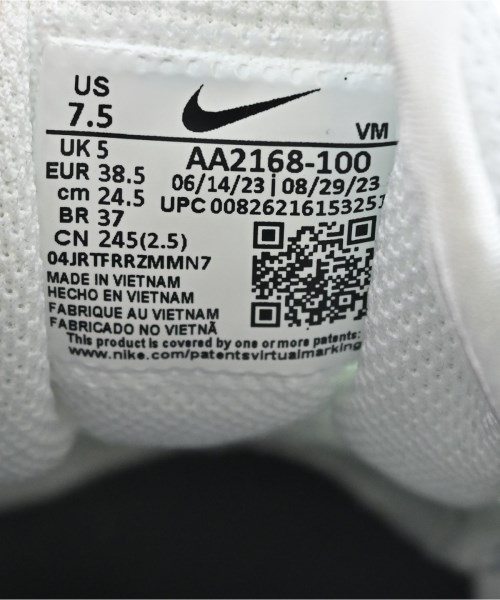 US
7.5
VM
UK 5
EUR 38.5
cm 24.5
BR 37
CN 245(2.5)
AA2168-100
06/14/23 | 08/29/23
UPC 00826216153251
04JRTFRRZMMN7
MADE IN VIETNAM
HECHO EN VIETNAM
FABRIQUE AU VIETNAM
FABRICADO NO VIETNÃ
This product is covered by one or more patents:
www.nike.com/patentsvirtualmarking